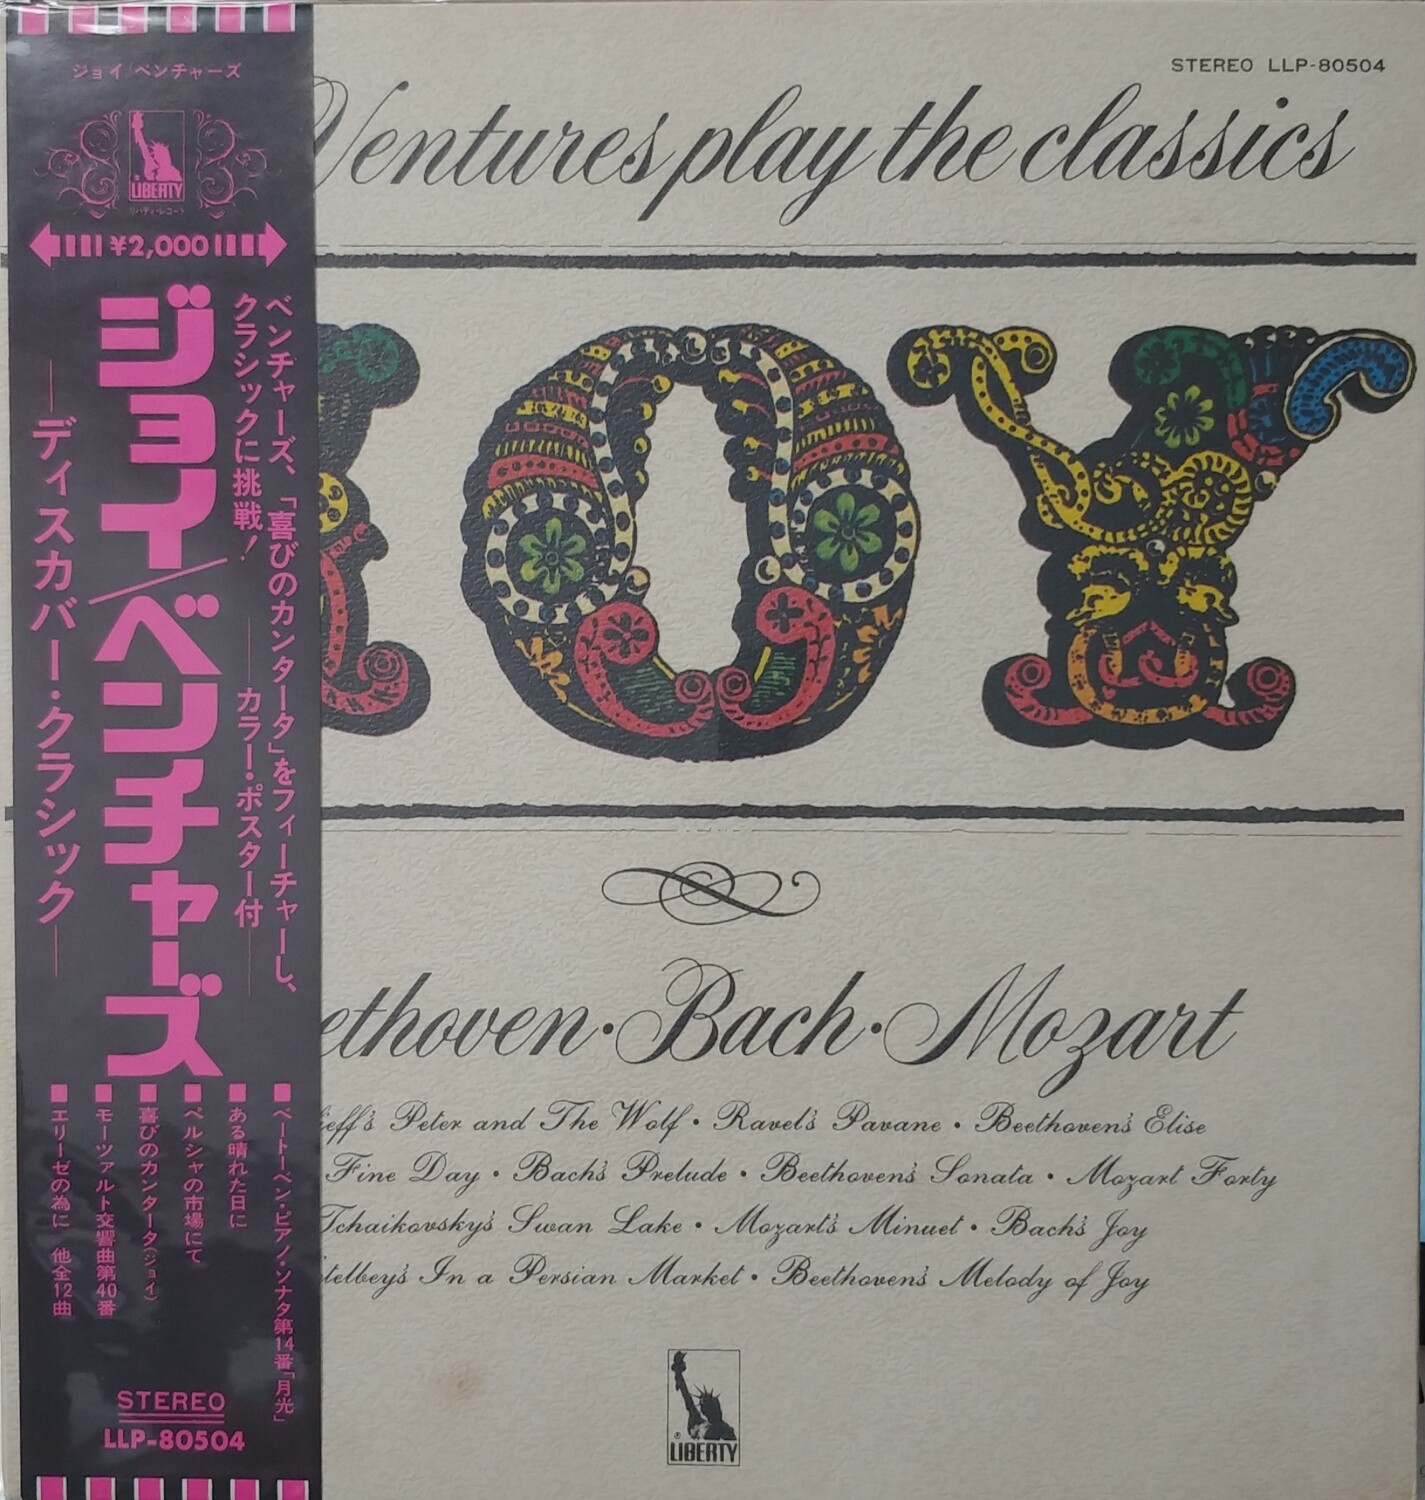 ジョイ/ベンチャーズ
LIBERTY
¥2,000
ベンチャーズ、「喜びのカンタータ」をフィーチャーし、
クラシックに挑戦! ──カラー・ポスター付──
ジョイ/ベンチャーズ
──ディスカバー・クラシック──
■ベートーベン・ピアノ・ソナタ第14番「月光」
■ある晴れた日に
■ペルシャの市場にて
■喜びのカンタータ(ジョイ)
■モーツァルト交響曲第40番
■エリーゼの為に 他全12曲
STEREO
LLP-80504
STEREO LLP-80504
Ventures play the classics
JOY
ethoven · Bach · Mozart
ieff's Peter and The Wolf • Ravel's Pavane • Beethoven's Elise
Fine Day • Bach's Prelude • Beethoven's Sonata • Mozart Forty
Tchaikovsky's Swan Lake • Mozart's Minuet • Bach's Joy
telbey's In a Persian Market • Beethoven's Melody of Joy
LIBERTY